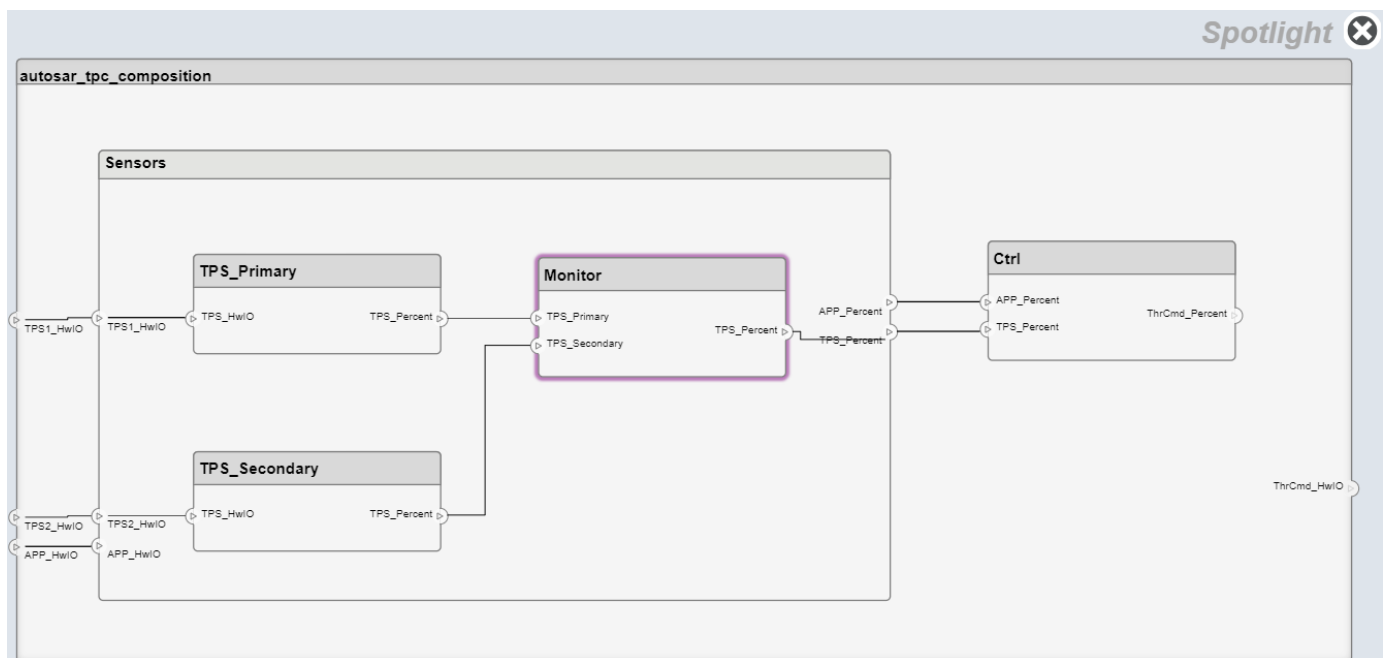 Spotlight
autosar_tpc_composition
Sensors
TPS_Primary
TPS_HwIO
TPS_Percent
Monitor
TPS_Primary
TPS_Secondary
TPS_Percent
Ctrl
APP_Percent
TPS_Percent
ThrCmd_Percent
TPS1_HwIO
TPS1_HwIO
APP_Percent
TPS_Percent
TPS_Secondary
TPS_HwIO
TPS_Percent
TPS2_HwIO
TPS2_HwIO
APP_HwIO
APP_HwIO
ThrCmd_HwIO